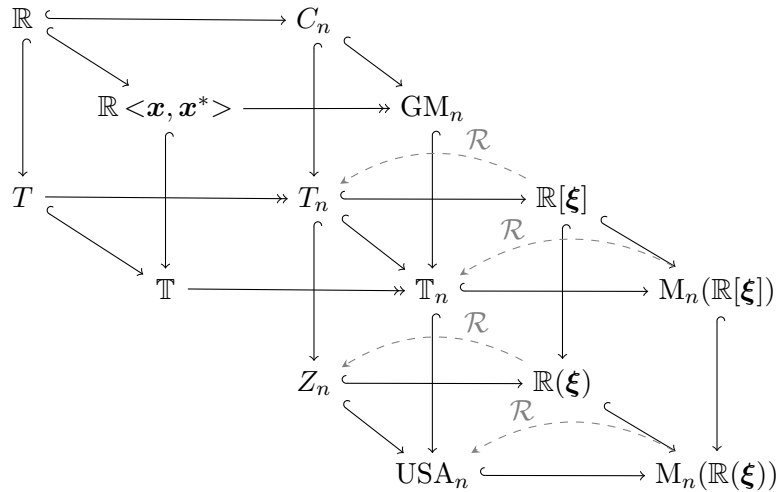 ℝ C_n
ℝ <𝒙, 𝒙*> GM_n
ℛ
T T_n ℝ[𝝃]
ℛ
𝕋 𝕋_n M_n(ℝ[𝝃])
ℛ
Z_n ℝ(𝝃)
ℛ
USA_n M_n(ℝ(𝝃))